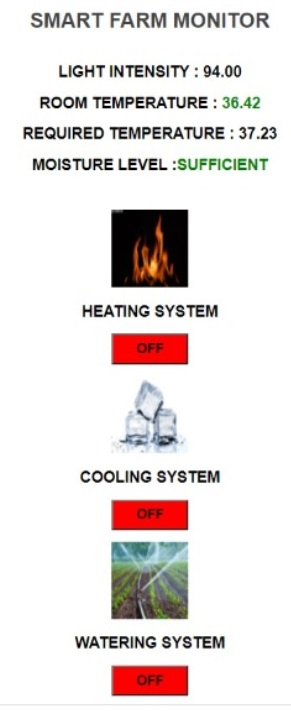 SMART FARM MONITOR
LIGHT INTENSITY : 94.00
ROOM TEMPERATURE : 36.42
REQUIRED TEMPERATURE : 37.23
MOISTURE LEVEL :SUFFICIENT
HEATING SYSTEM
OFF
COOLING SYSTEM
OFF
WATERING SYSTEM
OFF